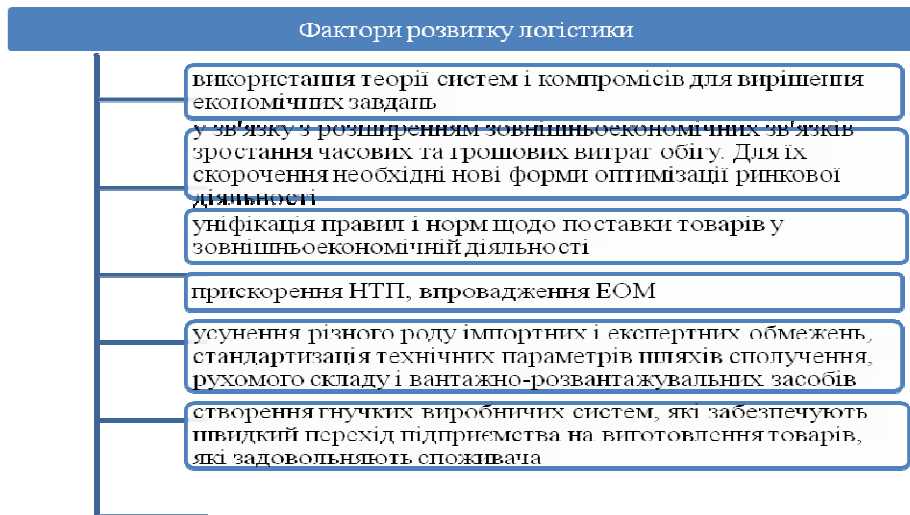 Фактори розвитку логістики
використання теорії систем і компромісів для вирішення
економічних завдань
у зв'язку з розширенням зовнішньоекономічних зв'язків
зростання часових та грошових витрат обігу. Для їх
скорочення необхідні нові форми оптимізації ринкової
діяльності
уніфікація правил і норм щодо поставки товарів у
зовнішньоекономічній діяльності
прискорення НТП, впровадження ЕОМ
усунення різного роду імпортних і експертних обмежень,
стандартизація технічних параметрів шляхів сполучення,
рухомого складу і вантажно-розвантажувальних засобів
створення гнучких виробничих систем, які забезпечують
швидкий перехід підприємства на виготовлення товарів,
які задовольняють споживача